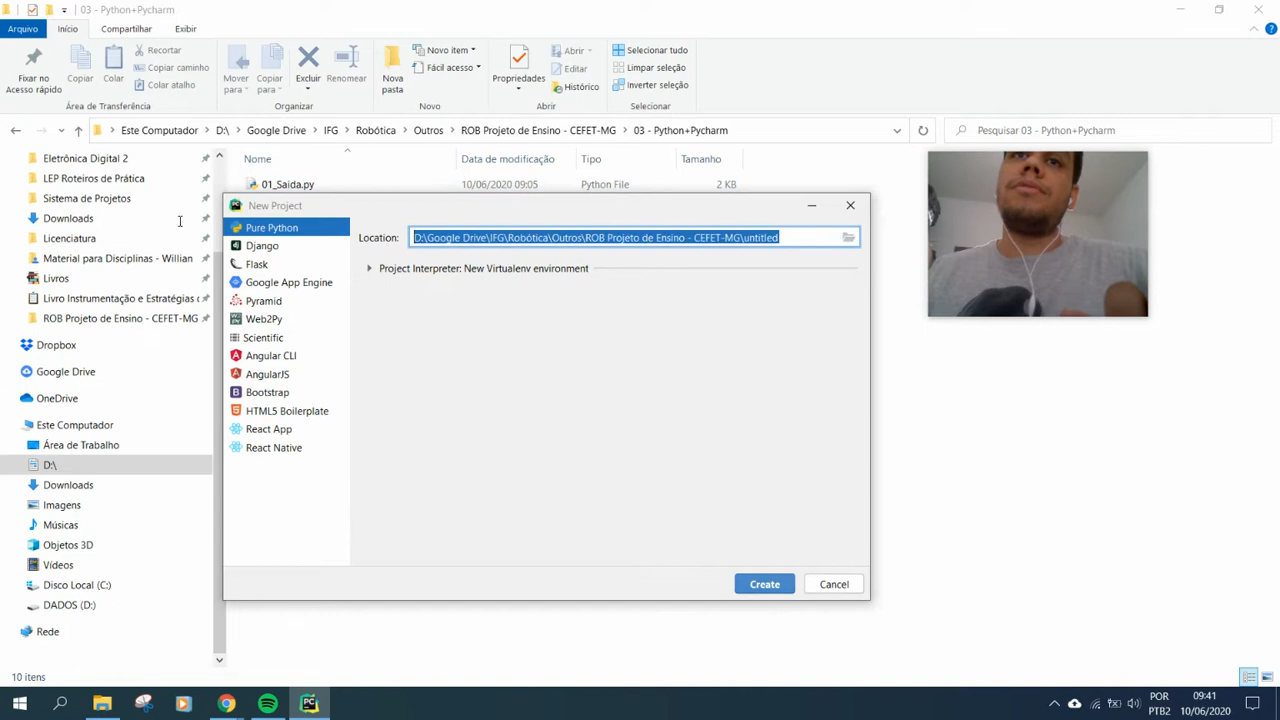 03 - Python+Pycharm
Arquivo
Início
Compartilhar
Exibir
Fixar no
Acesso rápido
Copiar
Colar
Recortar
Copiar caminho
Colar atalho
Área de Transferência
Mover
para
Copiar
para
Excluir
Renomear
Organizar
Nova
pasta
Novo item
Fácil acesso
Novo
Propriedades
Abrir
Editar
Histórico
Abrir
Selecionar tudo
Limpar seleção
Inverter seleção
Selecionar
Este Computador > D:\ > Google Drive > IFG > Robótica > Outros > ROB Projeto de Ensino - CEFET-MG > 03 - Python+Pycharm
Pesquisar 03 - Python+Pycharm
Eletrônica Digital 2
LEP Roteiros de Prática
Sistema de Projetos
Downloads
Licenciatura
Material para Disciplinas - Willian
Livros
Livro Instrumentação e Estratégias
ROB Projeto de Ensino - CEFET-MG
Dropbox
Google Drive
OneDrive
Este Computador
Área de Trabalho
D:\
Downloads
Imagens
Músicas
Objetos 3D
Vídeos
Disco Local (C:)
DADOS (D:)
Rede
Nome
Data de modificação
Tipo
Tamanho
01_Saida.py
10/06/2020 09:05
Python File
2 KB
New Project
Pure Python
Django
Flask
Google App Engine
Pyramid
Web2Py
Scientific
Angular CLI
AngularJS
Bootstrap
HTML5 Boilerplate
React App
React Native
Location:
D:\Google Drive\IFG\Robótica\Outros\ROB Projeto de Ensino - CEFET-MG\untitled
Project Interpreter: New Virtualenv environment
Create
Cancel
10 itens
POR
PTB2
09:41
10/06/2020